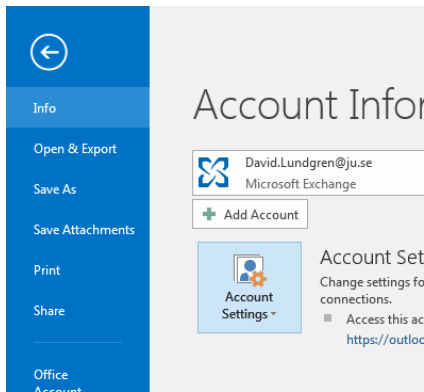 Info
Open & Export
Save As
Save Attachments
Print
Share
Office
Account
Account Infor
David.Lundgren@ju.se
Microsoft Exchange
Add Account
Account
Settings
Account Set
Change settings fo
connections.
Access this ac
https://outloo